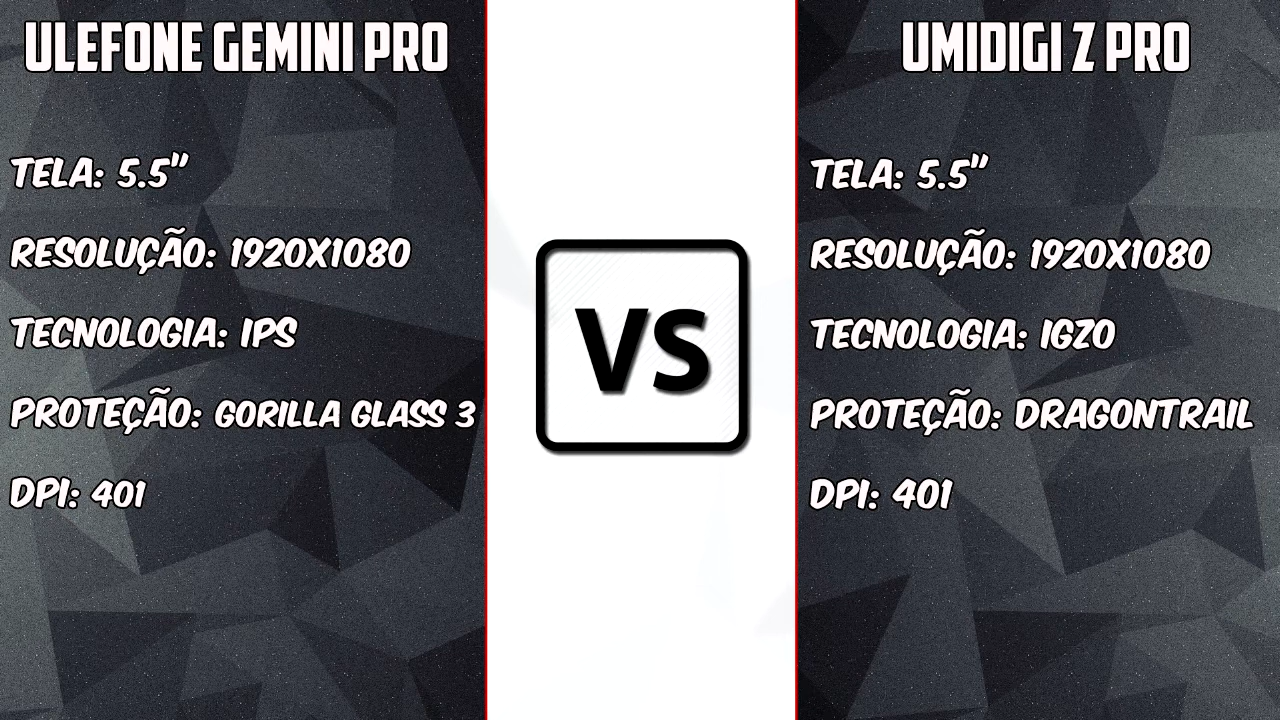 ULEFONE GEMINI PRO
TELA: 5.5"
RESOLUÇÃO: 1920X1080
TECNOLOGIA: IPS
PROTEÇÃO: GORILLA GLASS 3
DPI: 401
VS
UMIDIGI Z PRO
TELA: 5.5"
RESOLUÇÃO: 1920X1080
TECNOLOGIA: IGZO
PROTEÇÃO: DRAGONTRAIL
DPI: 401